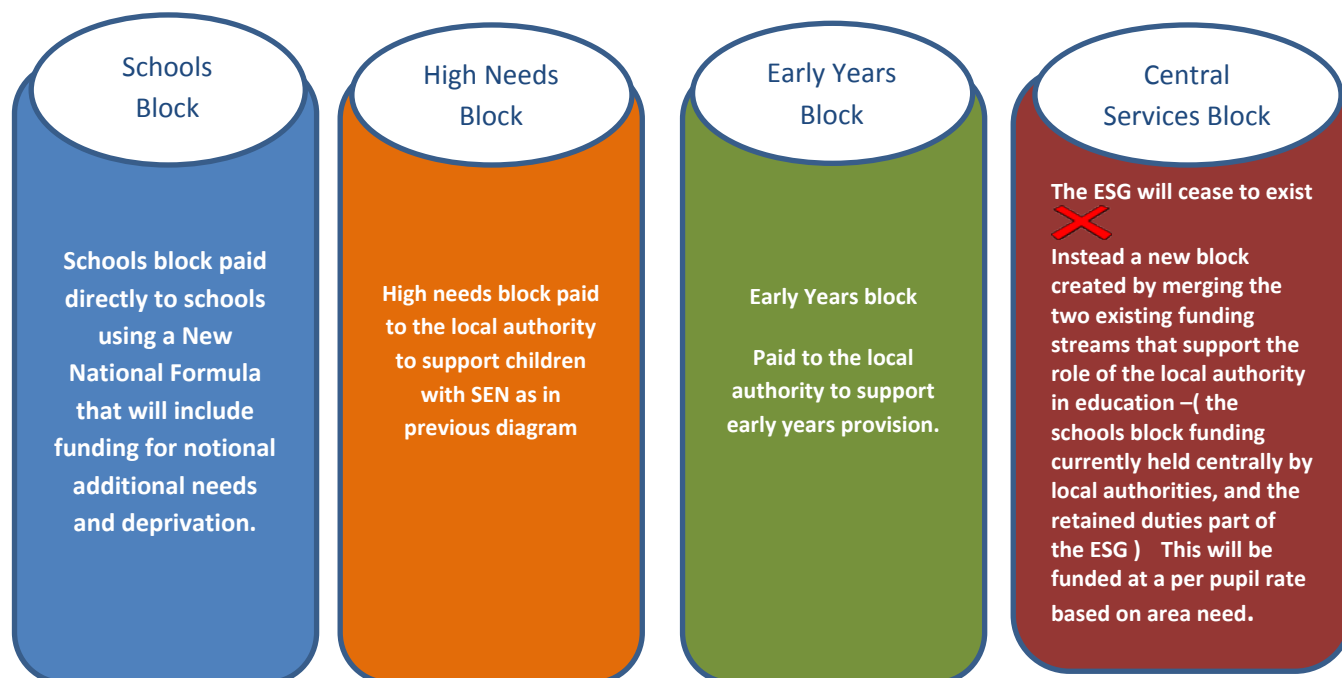 Schools
Block
Schools block paid
directly to schools
using a New
National Formula
that will include
funding for notional
additional needs
and deprivation.
High Needs
Block
High needs block paid
to the local authority
to support children
with SEN as in
previous diagram
Early Years
Block
Early Years block
Paid to the local
authority to support
early years provision.
Central
Services Block
The ESG will cease to exist
Instead a new block
created by merging the
two existing funding
streams that support the
role of the local authority
in education –( the
schools block funding
currently held centrally by
local authorities, and the
retained duties part of
the ESG ) This will be
funded at a per pupil rate
based on area need.